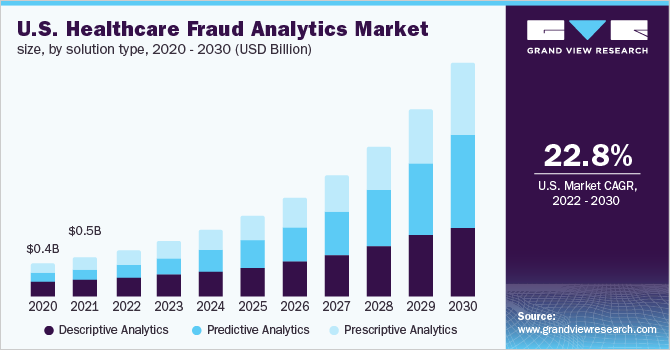 U.S. Healthcare Fraud Analytics Market
size, by solution type, 2020 - 2030 (USD Billion)
$0.4B
$0.5B
2020 2021 2022 2023 2024 2025 2026 2027 2028 2029 2030
Descriptive Analytics Predictive Analytics Prescriptive Analytics
GRAND VIEW RESEARCH
22.8%
U.S. Market CAGR,
2022 - 2030
Source:
www.grandviewresearch.com